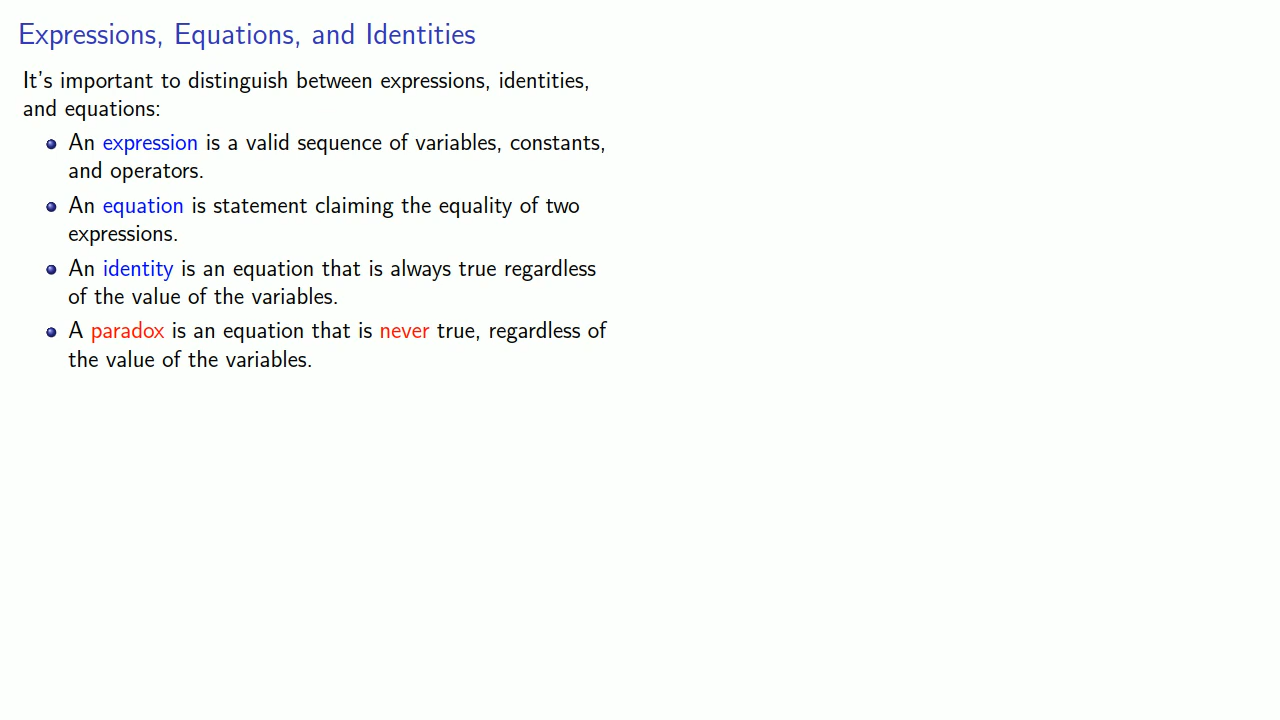 Expressions, Equations, and Identities
It's important to distinguish between expressions, identities,
and equations:
An expression is a valid sequence of variables, constants,
and operators.
An equation is statement claiming the equality of two
expressions.
An identity is an equation that is always true regardless
of the value of the variables.
A paradox is an equation that is never true, regardless of
the value of the variables.